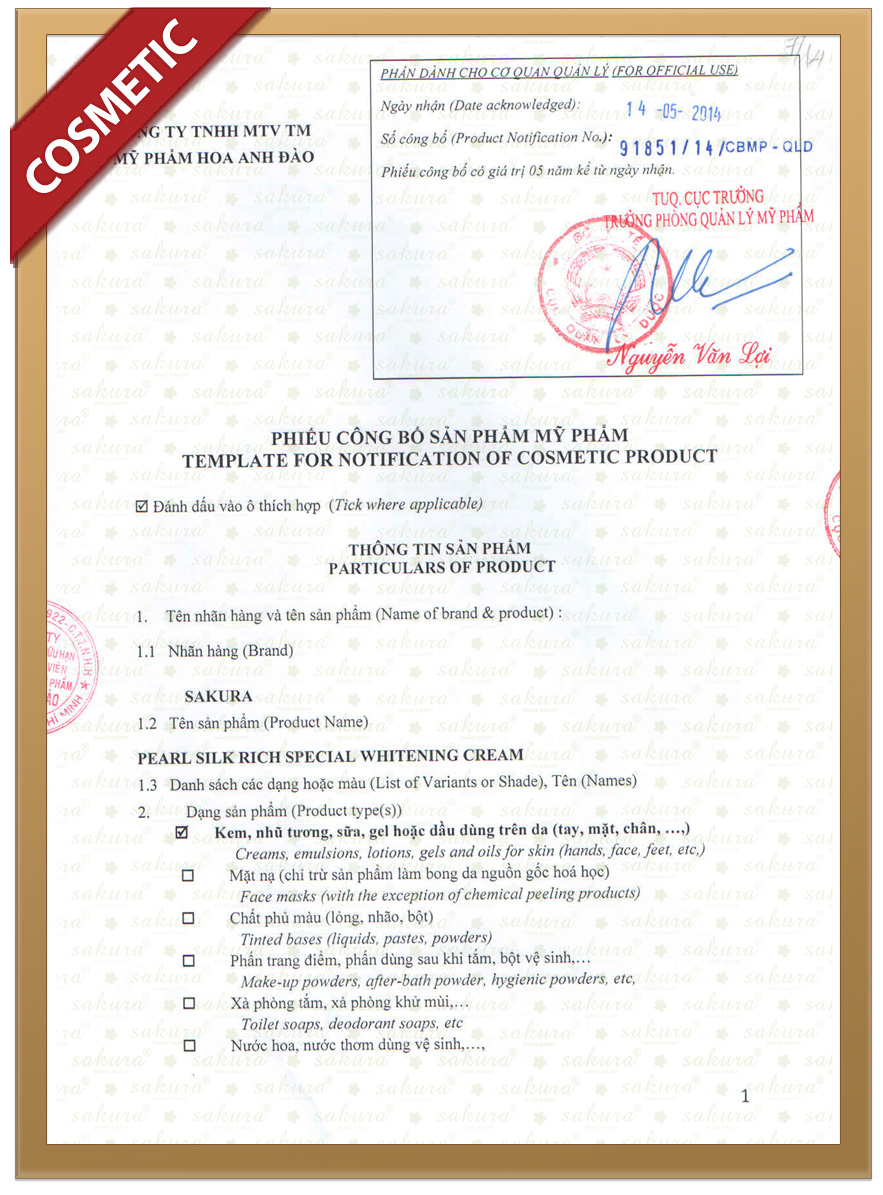 COSMETIC
TY TNHH MTV TM
MỸ PHẨM HOA ANH ĐÀO
PHẦN DÀNH CHO CƠ QUAN QUẢN LÝ (FOR OFFICIAL USE)
Ngày nhận (Date acknowledged):
14 -05- 2014
Số công bố (Product Notification No.):
91851/14/CBMP - QLD
Phiếu công bố có giá trị 05 năm kể từ ngày nhận.
TUQ. CỤC TRƯỞNG
TRƯỞNG PHÒNG QUẢN LÝ MỸ PHẨM
Nguyễn Văn Lợi
PHIẾU CÔNG BỐ SẢN PHẨM MỸ PHẨM
TEMPLATE FOR NOTIFICATION OF COSMETIC PRODUCT
Đánh dấu vào ô thích hợp (Tick where applicable)
THÔNG TIN SẢN PHẨM
PARTICULARS OF PRODUCT
1. Tên nhãn hàng và tên sản phẩm (Name of brand & product) :
1.1 Nhãn hàng (Brand)
SAKURA
1.2 Tên sản phẩm (Product Name)
PEARL SILK RICH SPECIAL WHITENING CREAM
1.3 Danh sách các dạng hoặc màu (List of Variants or Shade), Tên (Names)
2. Dạng sản phẩm (Product type(s))
Kem, nhũ tương, sữa, gel hoặc dầu dùng trên da (tay, mặt, chân, …,)
Creams, emulsions, lotions, gels and oils for skin (hands, face, feet, etc,)
Mặt nạ (chỉ trừ sản phẩm làm bong da nguồn gốc hoá học)
Face masks (with the exception of chemical peeling products)
Chất phủ màu (lỏng, nhão, bột)
Tinted bases (liquids, pastes, powders)
Phấn trang điểm, phấn dùng sau khi tắm, bột vệ sinh,…
Make-up powders, after-bath powder, hygienic powders, etc,
Xà phòng tắm, xà phòng khử mùi,…
Toilet soaps, deodorant soaps, etc
Nước hoa, nước thơm dùng vệ sinh,…,
1